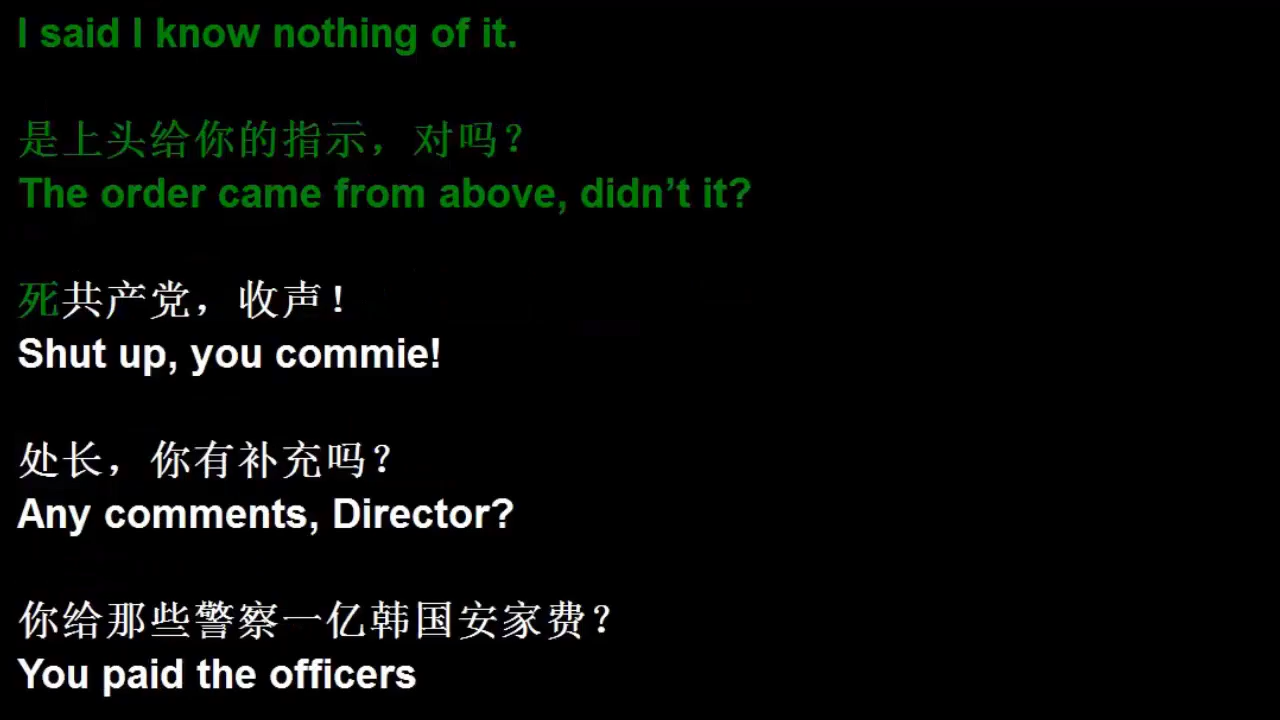 I said I know nothing of it.
是上头给你的指示，对吗？
The order came from above, didn’t it?
死共产党，收声！
Shut up, you commie!
处长，你有补充吗？
Any comments, Director?
你给那些警察一亿韩国安家费？
You paid the officers